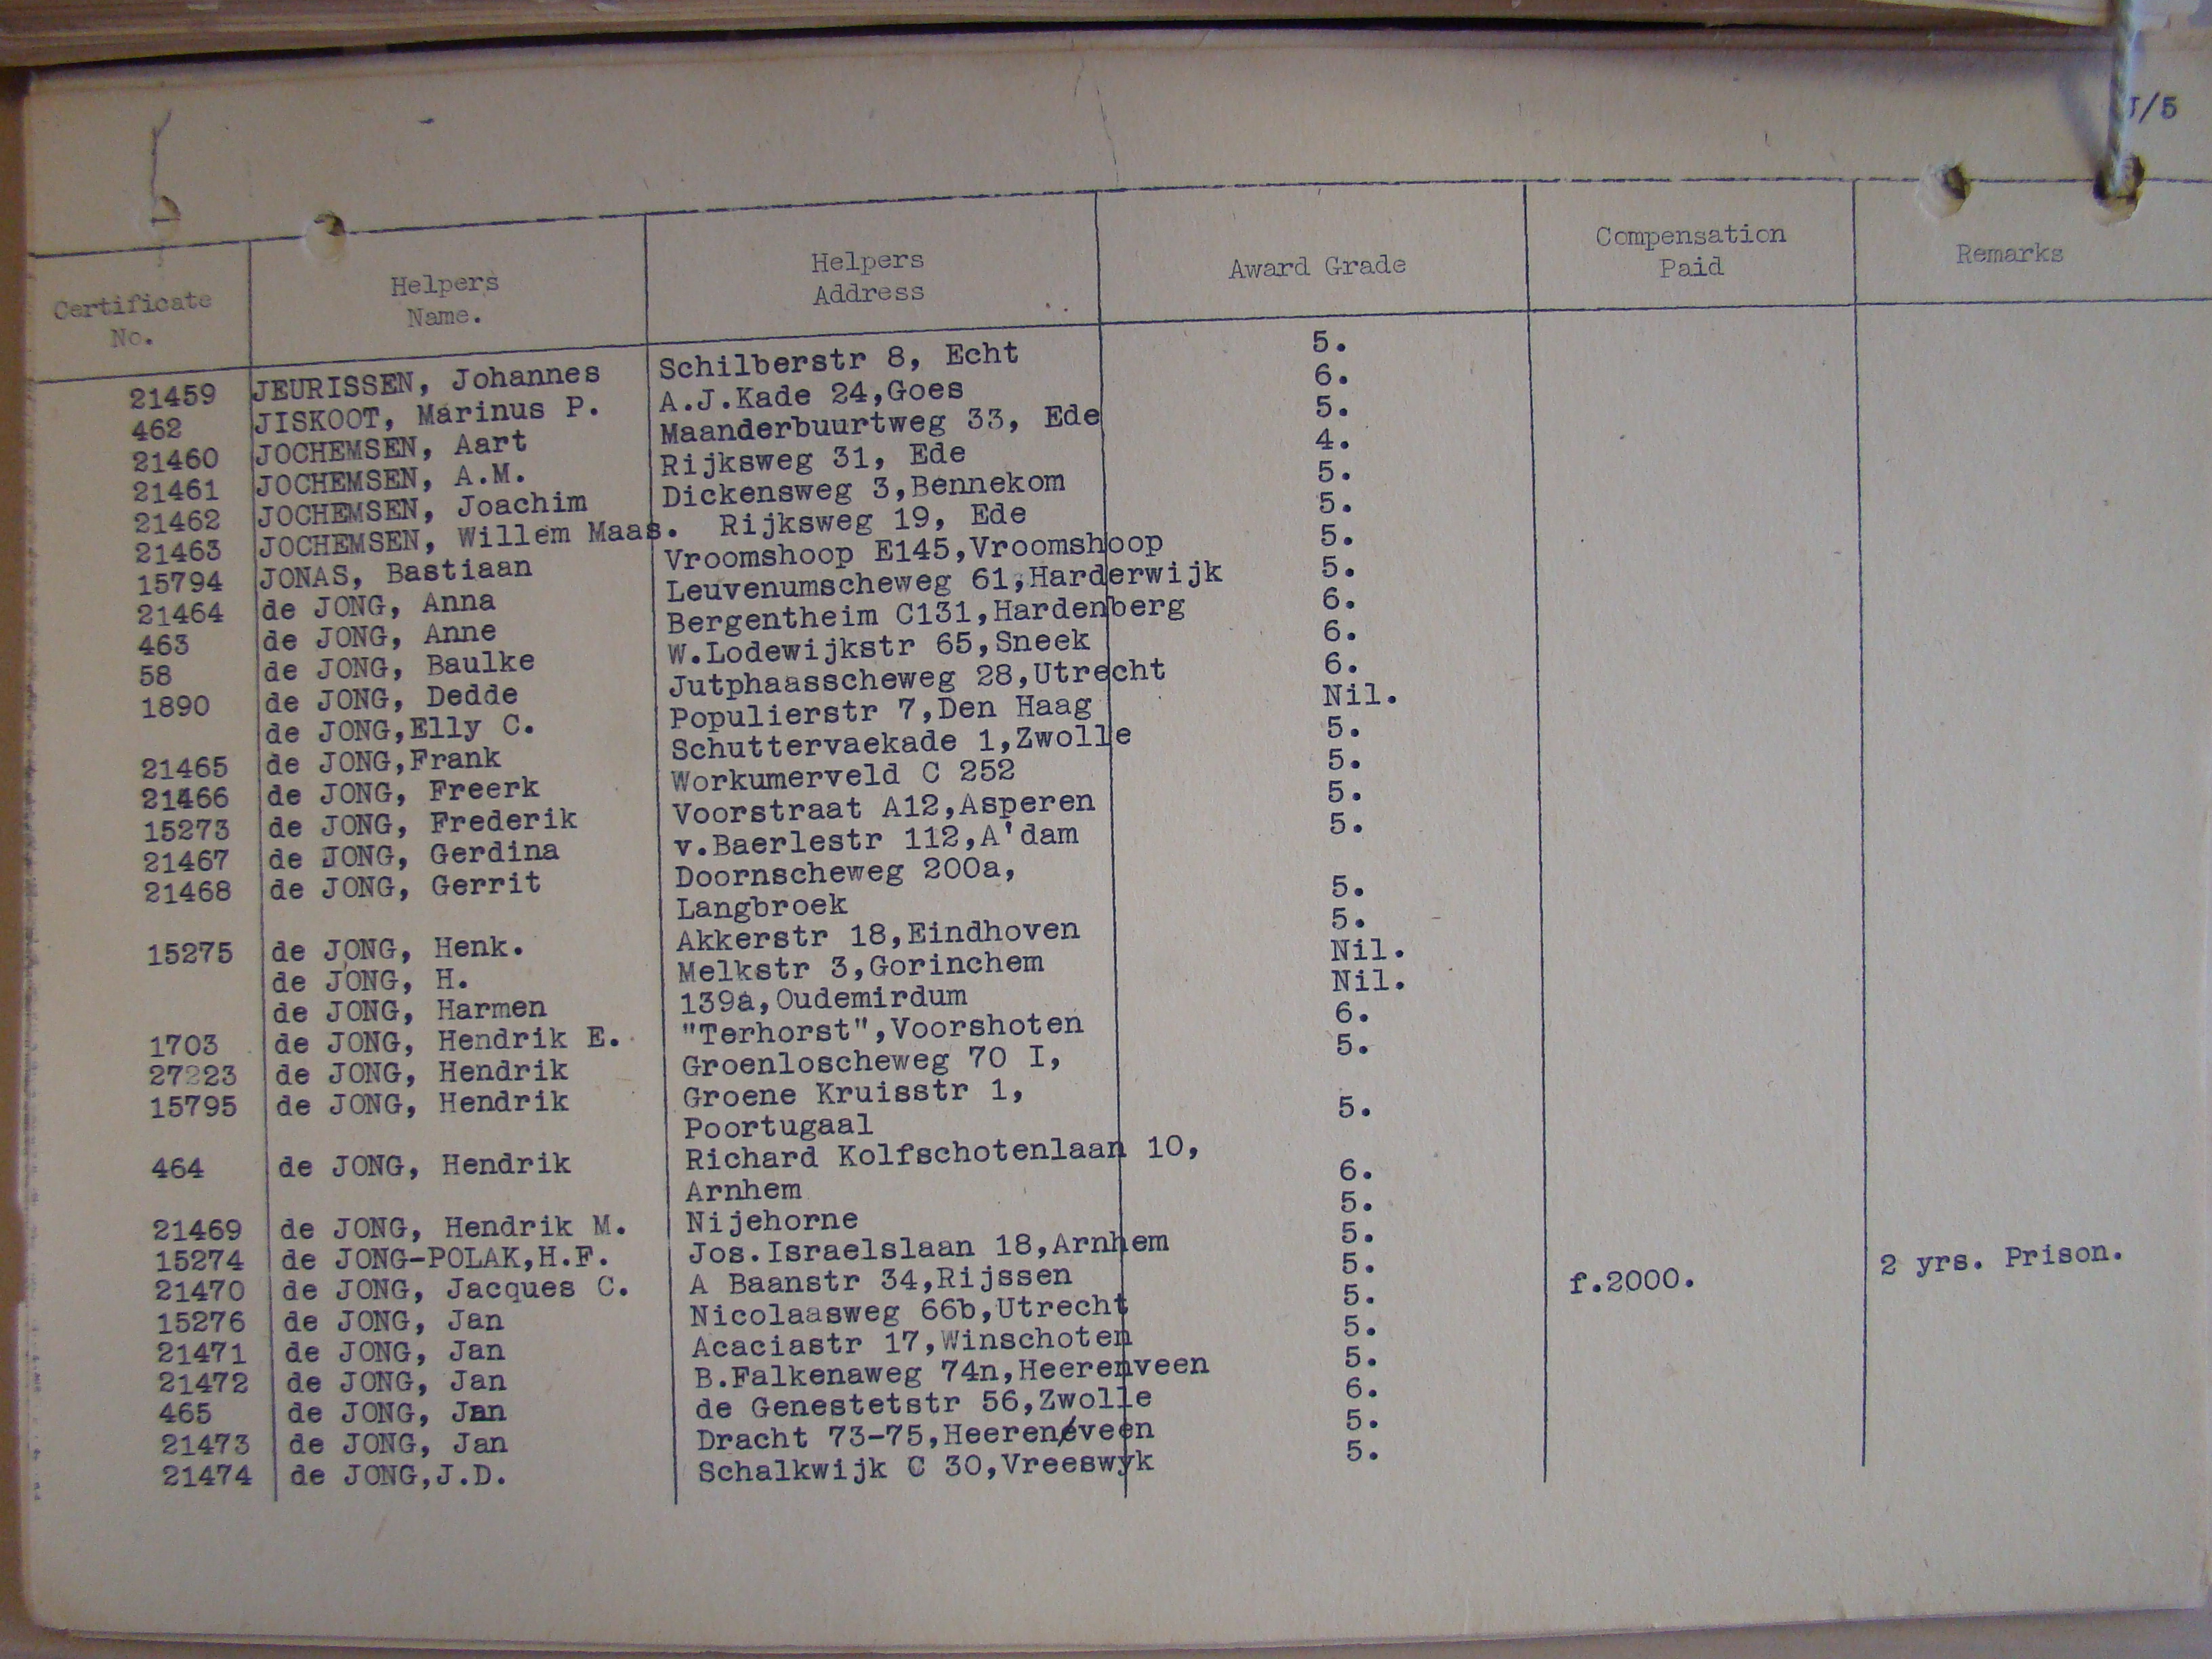 J/5
Certificate No. Helpers Name. Helpers Address Award Grade Compensation Paid Remarks
21459 JEURISSEN, Johannes Schilberstr 8, Echt 5.
462 JISKOOT, Marinus P. A.J.Kade 24,Goes 6.
21460 JOCHEMSEN, Aart Maanderbuurtweg 33, Ede 5.
21461 JOCHEMSEN, A.M. Rijksweg 31, Ede 4.
21462 JOCHEMSEN, Joachim Dickensweg 3,Bennekom 5.
21463 JOCHEMSEN, Willem Maas. Rijksweg 19, Ede 5.
15794 JONAS, Bastiaan Vroomshoop E145,Vroomshoop 5.
21464 de JONG, Anna Leuvenumscheweg 61,Harderwijk 5.
463 de JONG, Anne Bergentheim C131,Hardenberg 6.
58 de JONG, Baulke W.Lodewijkstr 65,Sneek 6.
1890 de JONG, Dedde Jutphaasscheweg 28,Utrecht 6.
de JONG,Elly C. Populierstr 7,Den Haag Nil.
21465 de JONG,Frank Schuttervaekade 1,Zwolle 5.
21466 de JONG, Freerk Workumerveld C 252 5.
15273 de JONG, Frederik Voorstraat A12,Asperen 5.
21467 de JONG, Gerdina v.Baerlestr 112,A'dam 5.
21468 de JONG, Gerrit Doornscheweg 200a,
Langbroek 5.
15275 de JONG, Henk. Akkerstr 18,Eindhoven 5.
de JONG, H. Melkstr 3,Gorinchem Nil.
de JONG, Harmen 139a,Oudemirdum Nil.
1703 de JONG, Hendrik E. "Terhorst",Voorshoten 6.
27223 de JONG, Hendrik Groenloscheweg 70 I, 5.
15795 de JONG, Hendrik Groene Kruisstr 1,
Poortugaal 5.
464 de JONG, Hendrik Richard Kolfschotenlaan 10,
Arnhem 6.
21469 de JONG, Hendrik M. Nijehorne 5.
15274 de JONG-POLAK,H.F. Jos.Israelslaan 18,Arnhem 5.
21470 de JONG, Jacques C. A Baanstr 34,Rijssen 5.
15276 de JONG, Jan Nicolaasweg 66b,Utrecht 5. f.2000. 2 yrs. Prison.
21471 de JONG, Jan Acaciastr 17,Winschoten 5.
21472 de JONG, Jan B.Falkenaweg 74n,Heerenveen 5.
465 de JONG, Jan de Genestetstr 56,Zwolle 6.
21473 de JONG, Jan Dracht 73-75,Heerenveen 5.
21474 de JONG,J.D. Schalkwijk C 30,Vreeswyk 5.